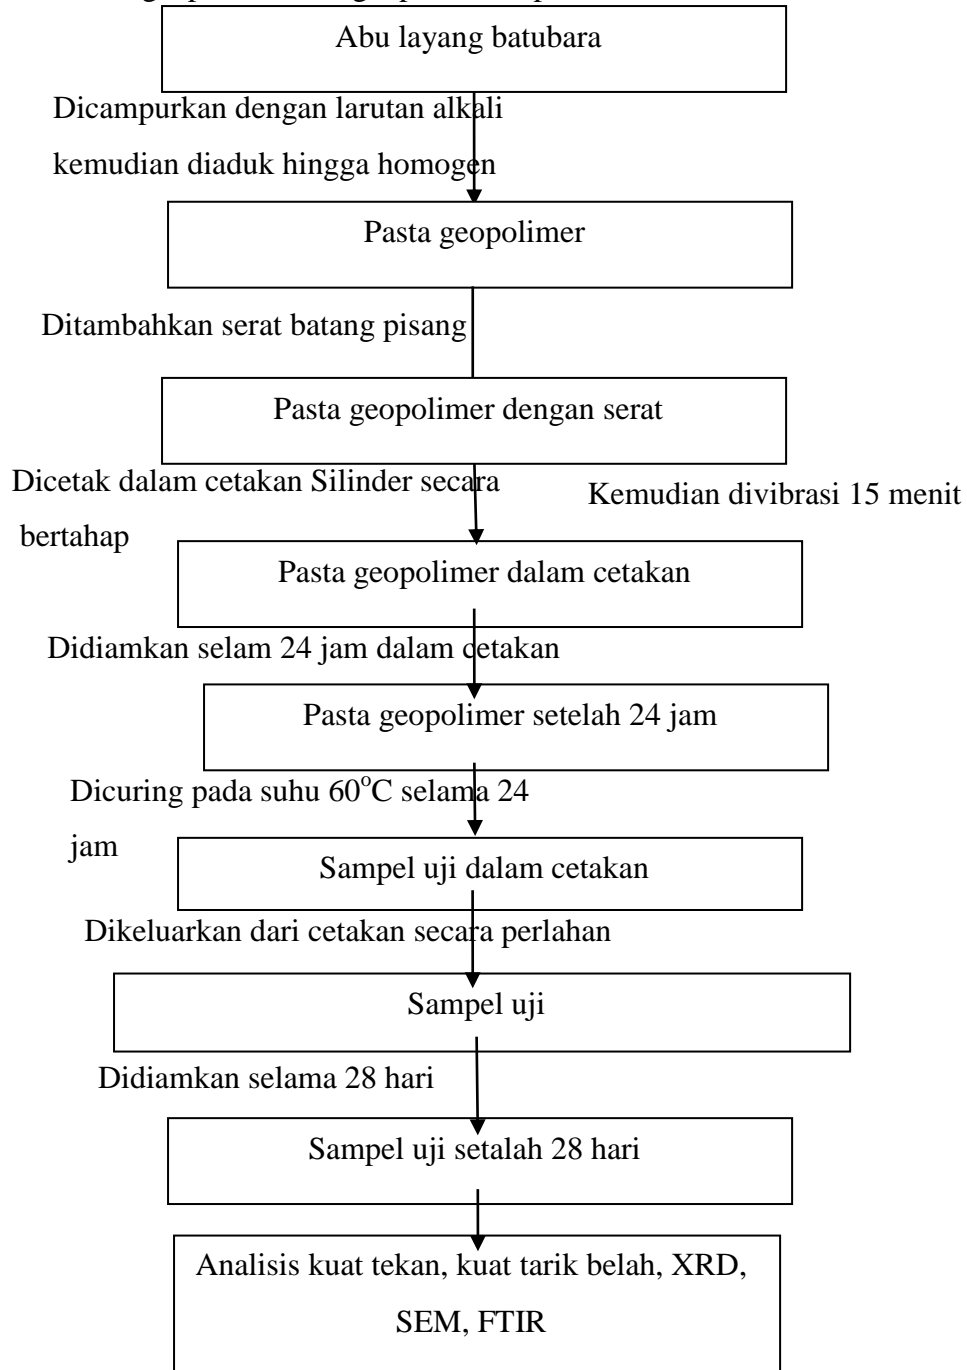 Abu layang batubara
Dicampurkan dengan larutan alkali
kemudian diaduk hingga homogen
Pasta geopolimer
Ditambahkan serat batang pisang
Pasta geopolimer dengan serat
Dicetak dalam cetakan Silinder secara
bertahap
Kemudian divibrasi 15 menit
Pasta geopolimer dalam cetakan
Didiamkan selam 24 jam dalam cetakan
Pasta geopolimer setelah 24 jam
Dicuring pada suhu 60°C selama 24
jam
Sampel uji dalam cetakan
Dikeluarkan dari cetakan secara perlahan
Sampel uji
Didiamkan selama 28 hari
Sampel uji setalah 28 hari
Analisis kuat tekan, kuat tarik belah, XRD,
SEM, FTIR